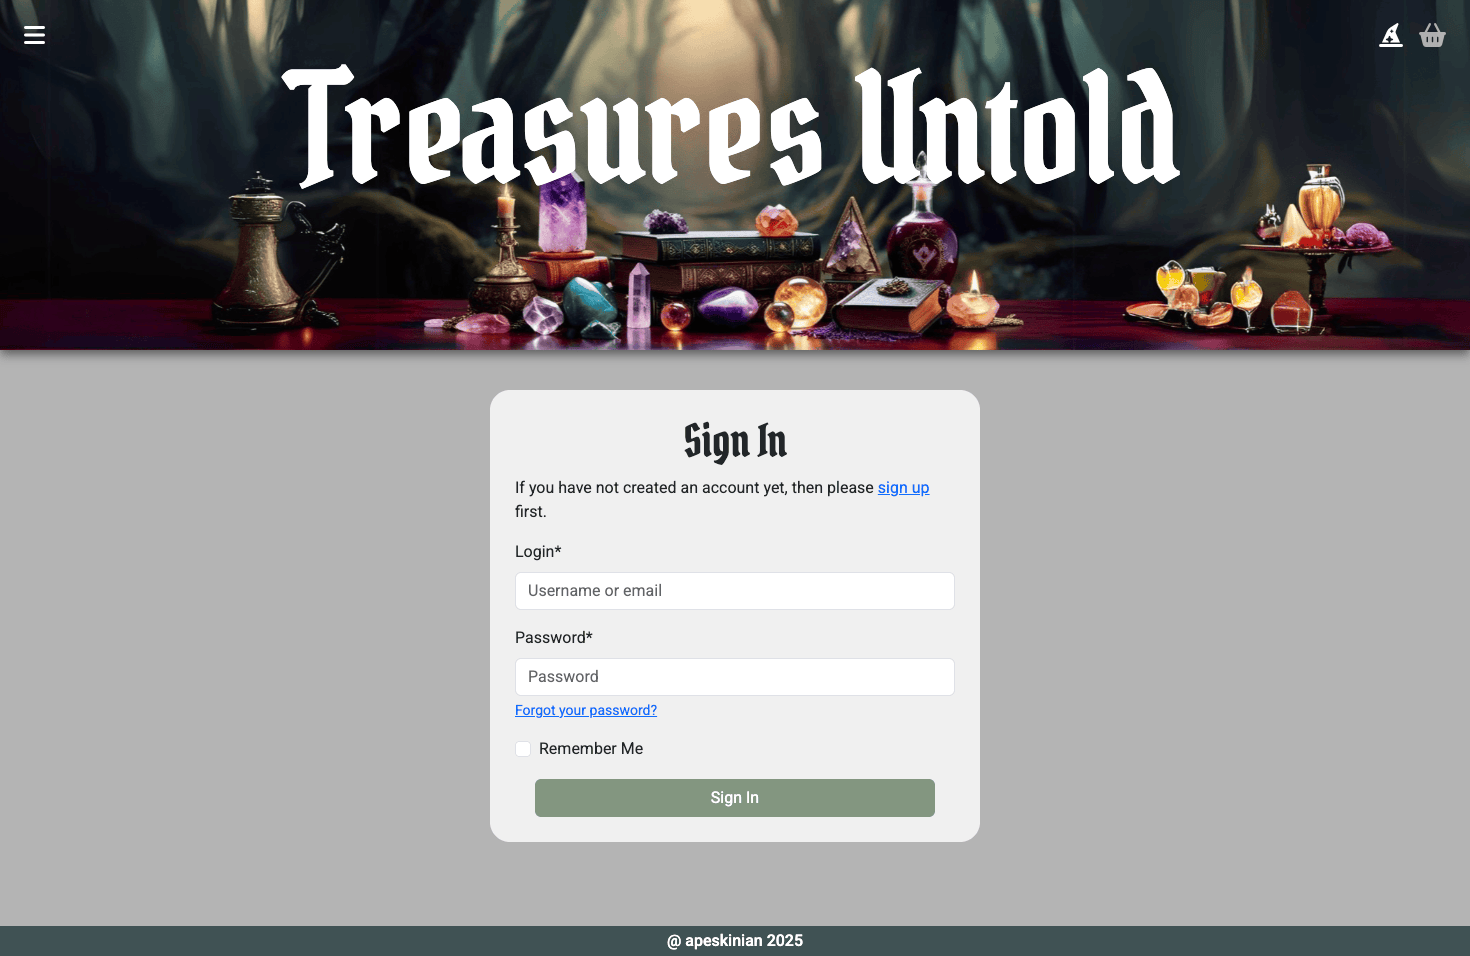 Treasures Untold
Sign In
If you have not created an account yet, then please sign up
first.
Login*
Username or email
Password*
Password
Forgot your password?
Remember Me
Sign In
@ apeskinian 2025